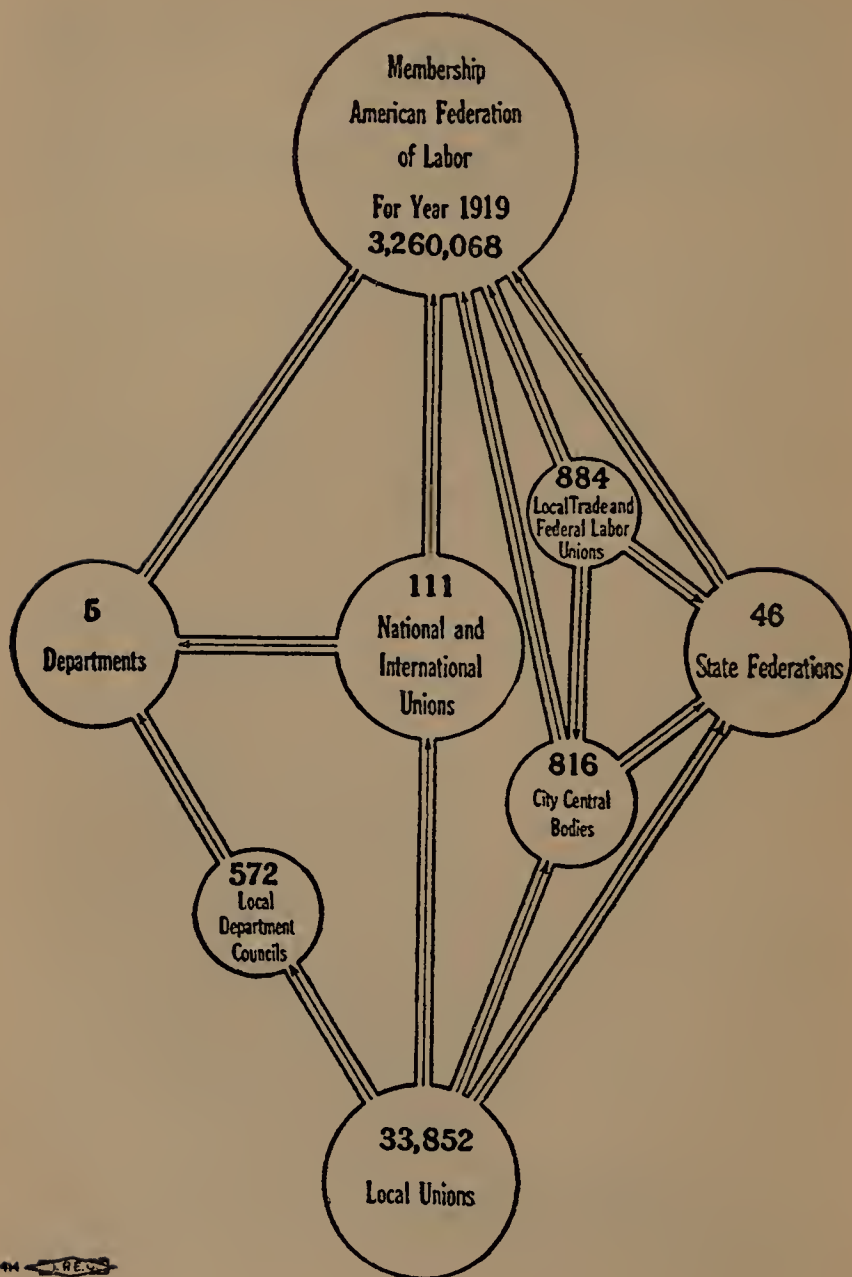 Membership
American Federation
of Labor
For Year 1919
3,260,068
884
Local Trade and
Federal Labor
Unions
5
Departments
111
National and
International
Unions
46
State Federations
816
City Central
Bodies
572
Local
Department
Councils
33,852
Local Unions
414